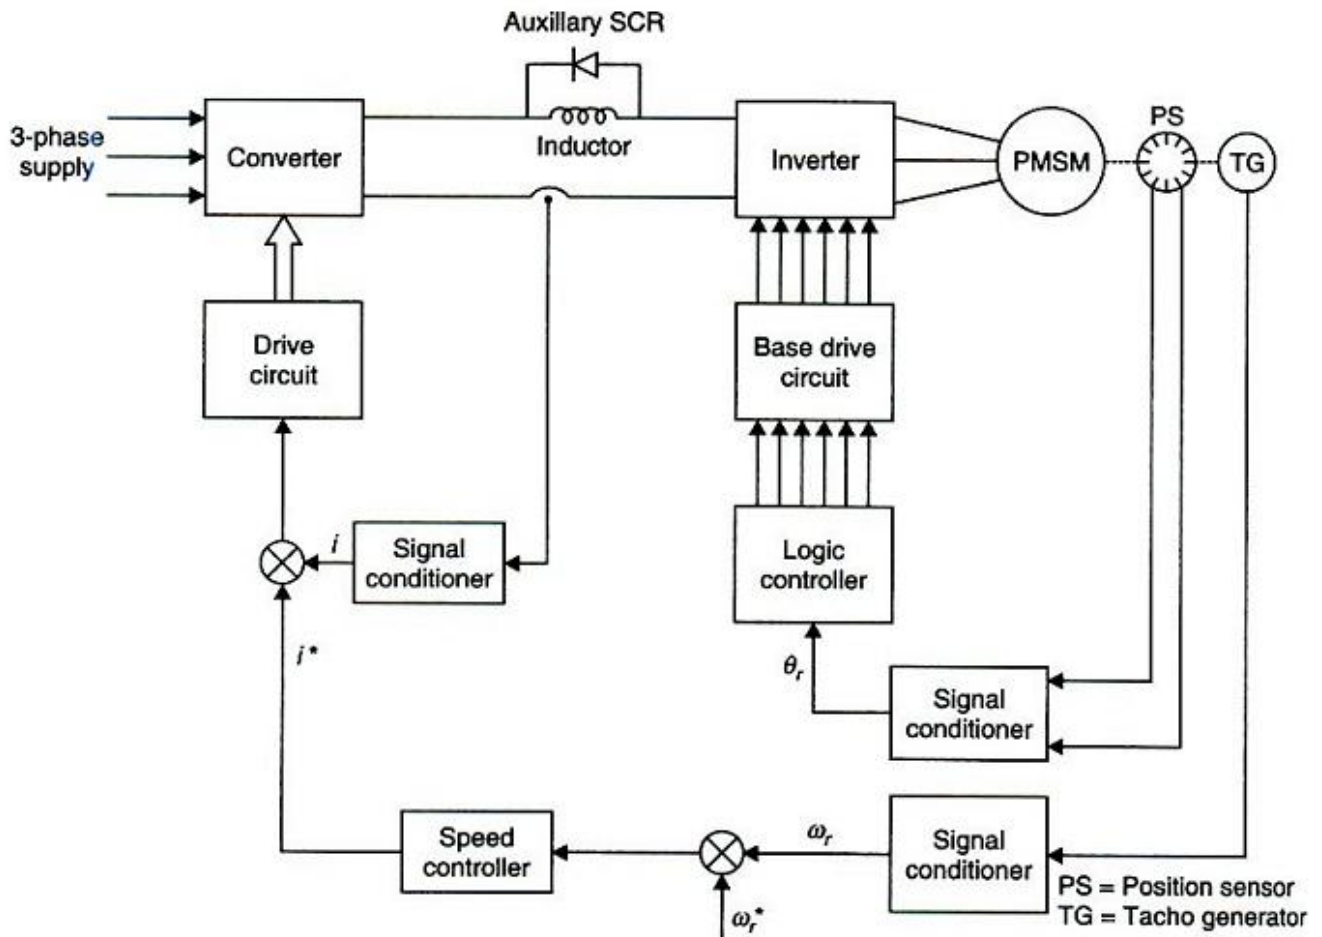 Auxillary SCR
3-phase
supply
Converter
Inductor
Inverter
PMSM
PS
TG
Drive
circuit
Base drive
circuit
i
Signal
conditioner
Logic
controller
i*
θr
Signal
conditioner
Speed
controller
ωr
Signal
conditioner
PS = Position sensor
TG = Tacho generator
ωr*